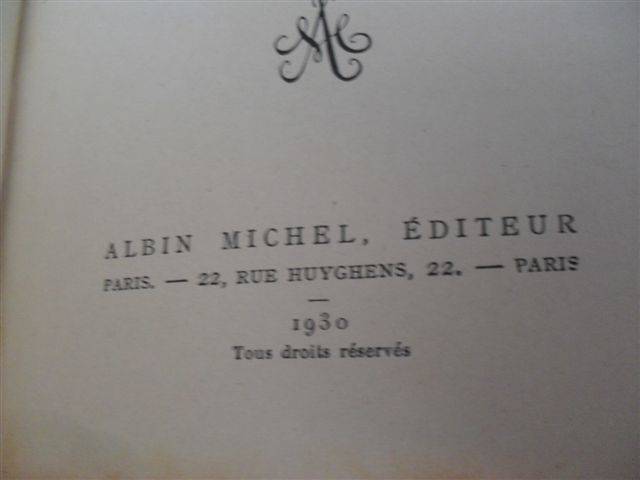 ALBIN MICHEL, ÉDITEUR
PARIS. — 22, RUE HUYGHENS, 22. — PARIS
1930
Tous droits réservés